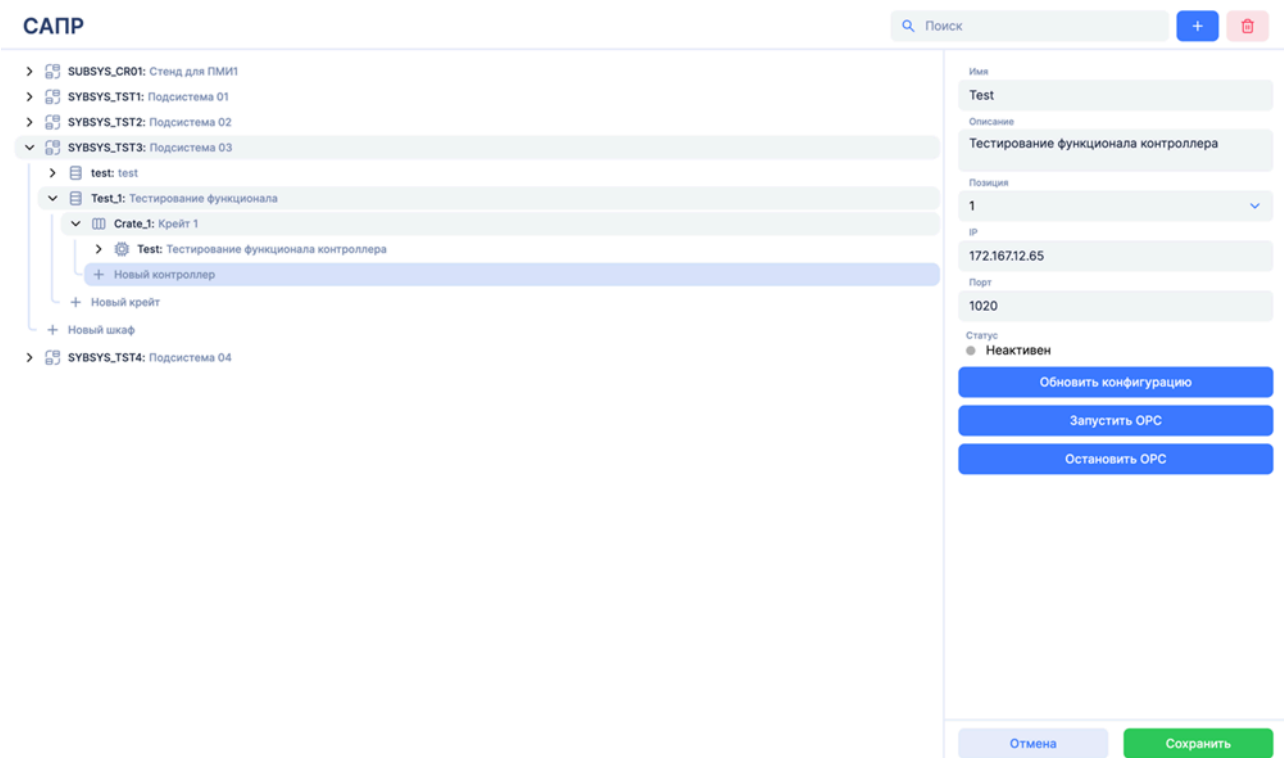 САПР
Поиск
+
SUBSYS_CR01: Стенд для ПМИ1
SYBSYS_TST1: Подсистема 01
SYBSYS_TST2: Подсистема 02
SYBSYS_TST3: Подсистема 03
test: test
Test_1: Тестирование функционала
Crate_1: Крейт 1
Test: Тестирование функционала контроллера
+ Новый контроллер
+ Новый крейт
+ Новый шкаф
SYBSYS_TST4: Подсистема 04
Имя
Test
Описание
Тестирование функционала контроллера
Позиция
1
IP
172.167.12.65
Порт
1020
Статус
Неактивен
Обновить конфигурацию
Запустить ОРС
Остановить ОРС
Отмена
Сохранить